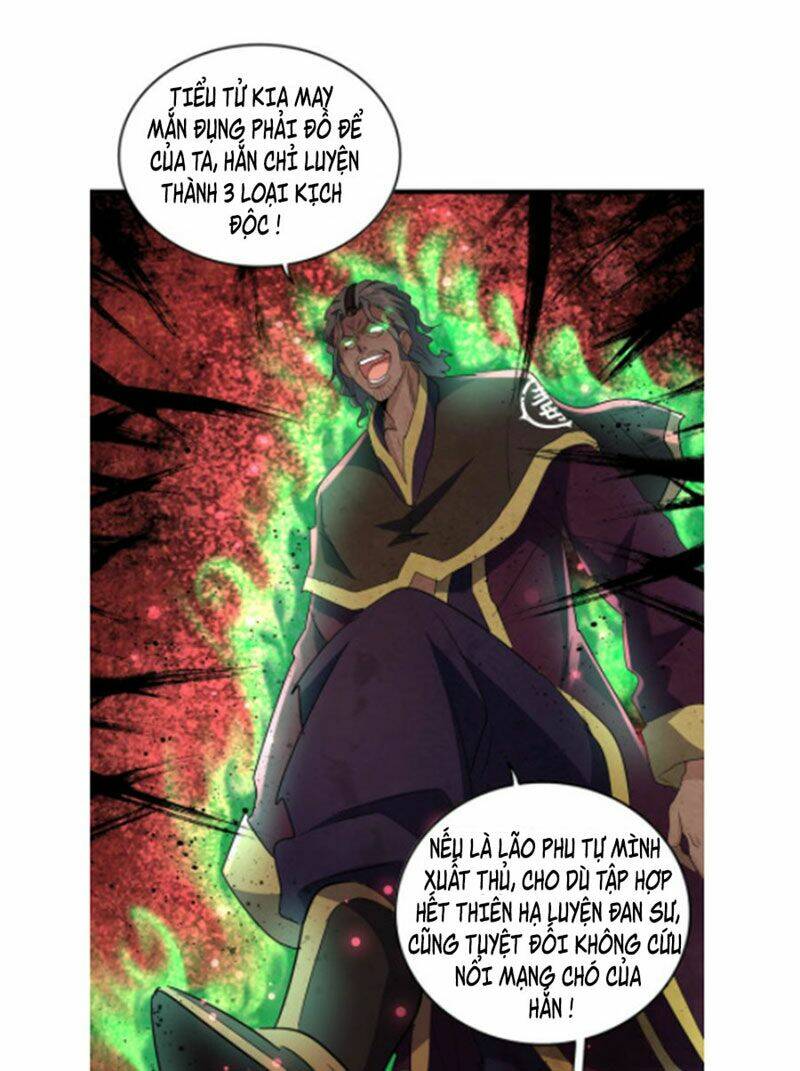 TIỂU TỬ KIA MAY
MẮN ĐỤNG PHẢI ĐỒ ĐỂ
CỦA TA, HẮN CHỈ LUYỆN
THÀNH 3 LOẠI KỊCH
ĐỘC !
NẾU LÀ LÃO PHU TỰ MÌNH
XUẤT THỦ, CHO DÙ TẬP HỢP
HẾT THIÊN HẠ LUYỆN ĐAN SƯ,
CŨNG TUYỆT ĐỐI KHÔNG CỨU
NỔI MẠNG CHÓ CỦA
HẮN !